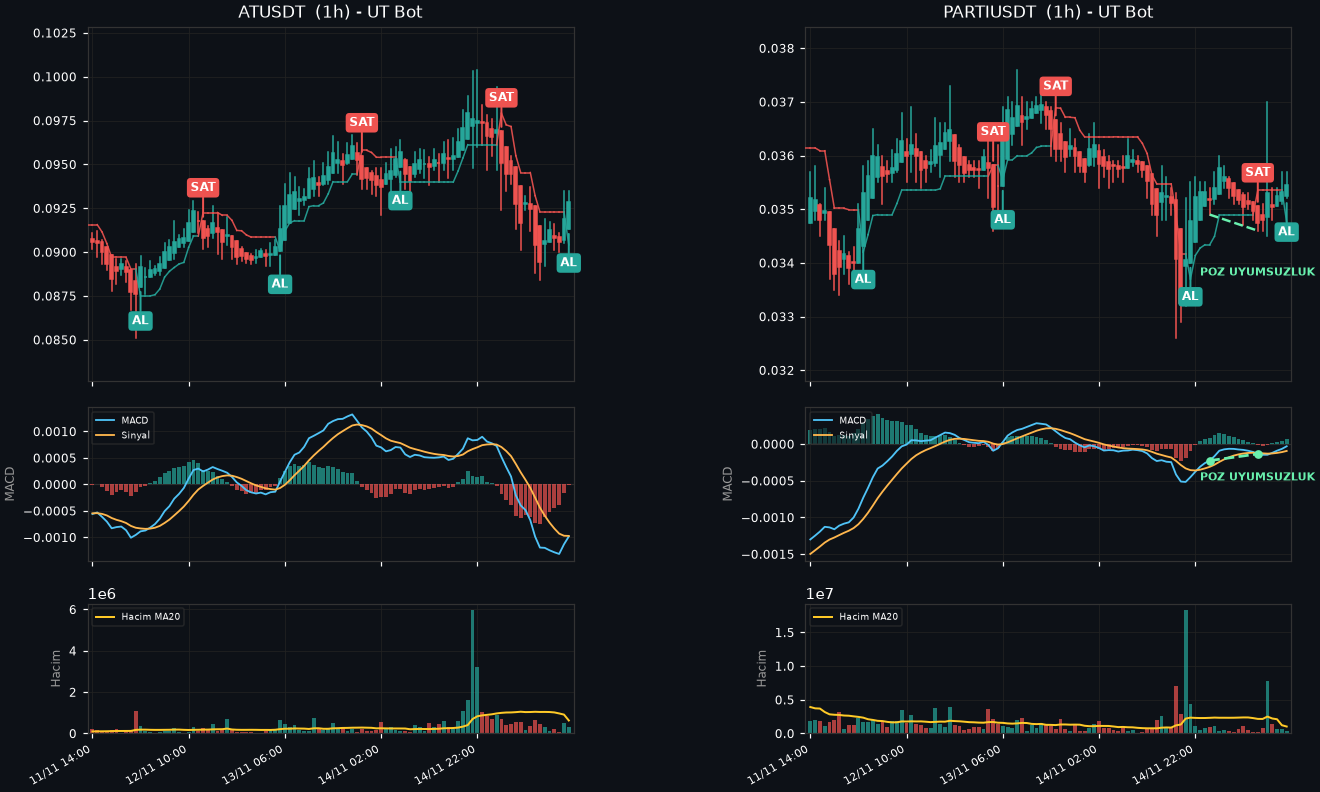 ATUSDT (1h) - UT Bot
0.1025
0.1000
0.0975
0.0950
0.0925
0.0900
0.0875
0.0850
AL
SAT
AL
SAT
AL
SAT
AL
MACD
MACD
Sinyal
0.0010
0.0005
0.0000
−0.0005
−0.0010
1e6
Hacim
Hacim MA20
6
4
2
0
11/11 14:00
12/11 10:00
13/11 06:00
14/11 02:00
14/11 22:00
PARTIUSDT (1h) - UT Bot
0.038
0.037
0.036
0.035
0.034
0.033
0.032
AL
SAT
AL
SAT
AL
SAT
AL
POZ UYUMSUZLUK
MACD
MACD
Sinyal
0.0000
−0.0005
−0.0010
−0.0015
POZ UYUMSUZLUK
1e7
Hacim
Hacim MA20
1.5
1.0
0.5
0.0
11/11 14:00
12/11 10:00
13/11 06:00
14/11 02:00
14/11 22:00